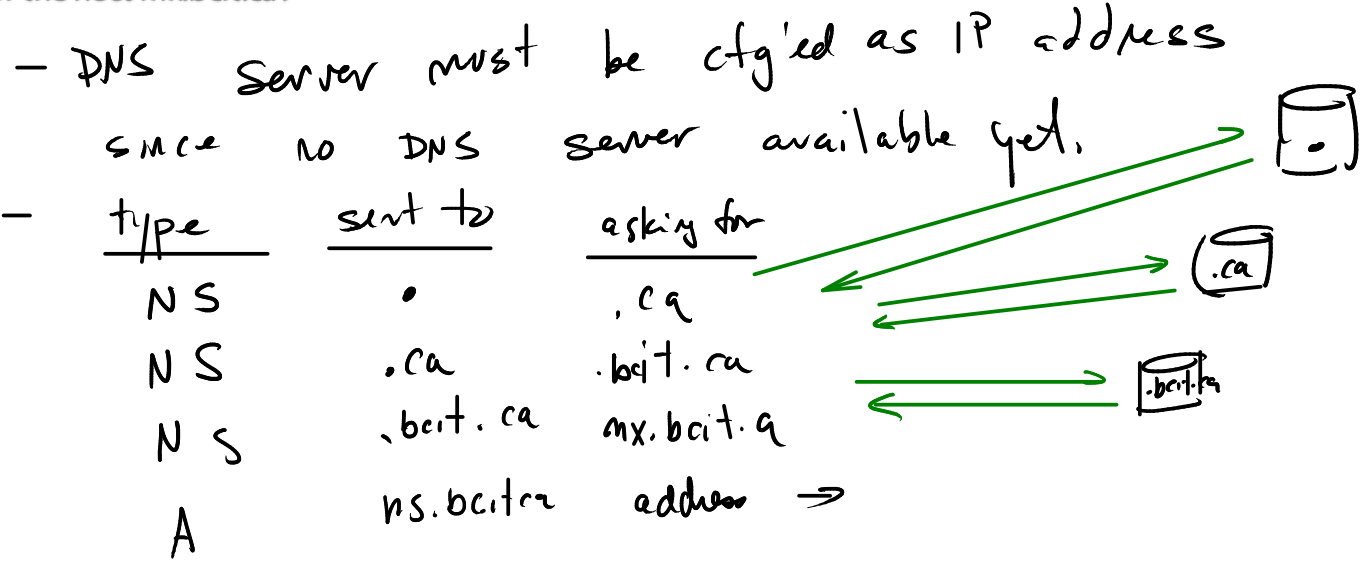 - DNS server must be cfg'ed as IP address
since no DNS server available yet.
.
- type sent to asking for
.ca
NS . .ca
NS .ca .bcit.ca
.bcit.ca
NS .bcit.ca mx.bcit.ca
A ns.bcit.ca address →